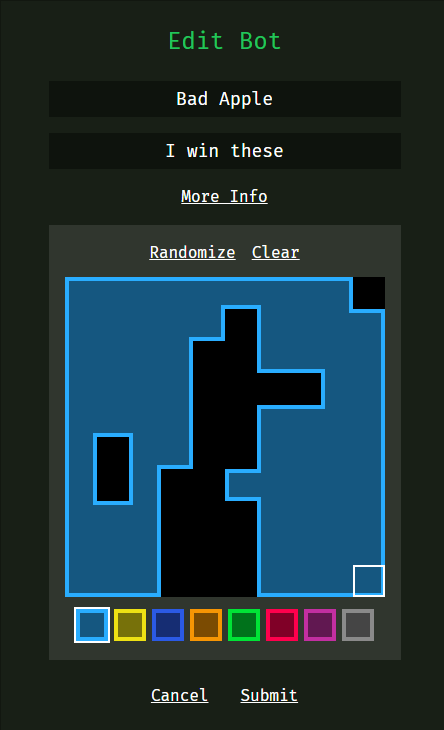 Edit Bot
Bad Apple
I win these
More Info
Randomize Clear
Cancel Submit